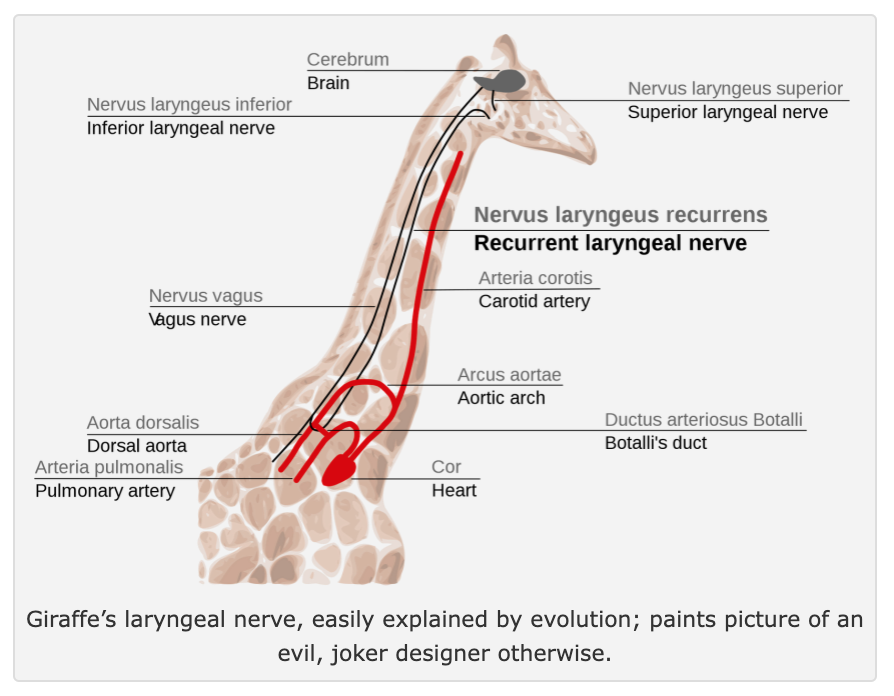 Cerebrum
Brain
Nervus laryngeus superior
Superior laryngeal nerve
Nervus laryngeus inferior
Inferior laryngeal nerve
Nervus laryngeus recurrens
Recurrent laryngeal nerve
Arteria corotis
Carotid artery
Nervus vagus
Vagus nerve
Arcus aortae
Aortic arch
Aorta dorsalis
Dorsal aorta
Ductus arteriosus Botalli
Botalli's duct
Arteria pulmonalis
Pulmonary artery
Cor
Heart
Giraffe’s laryngeal nerve, easily explained by evolution; paints picture of an
evil, joker designer otherwise.